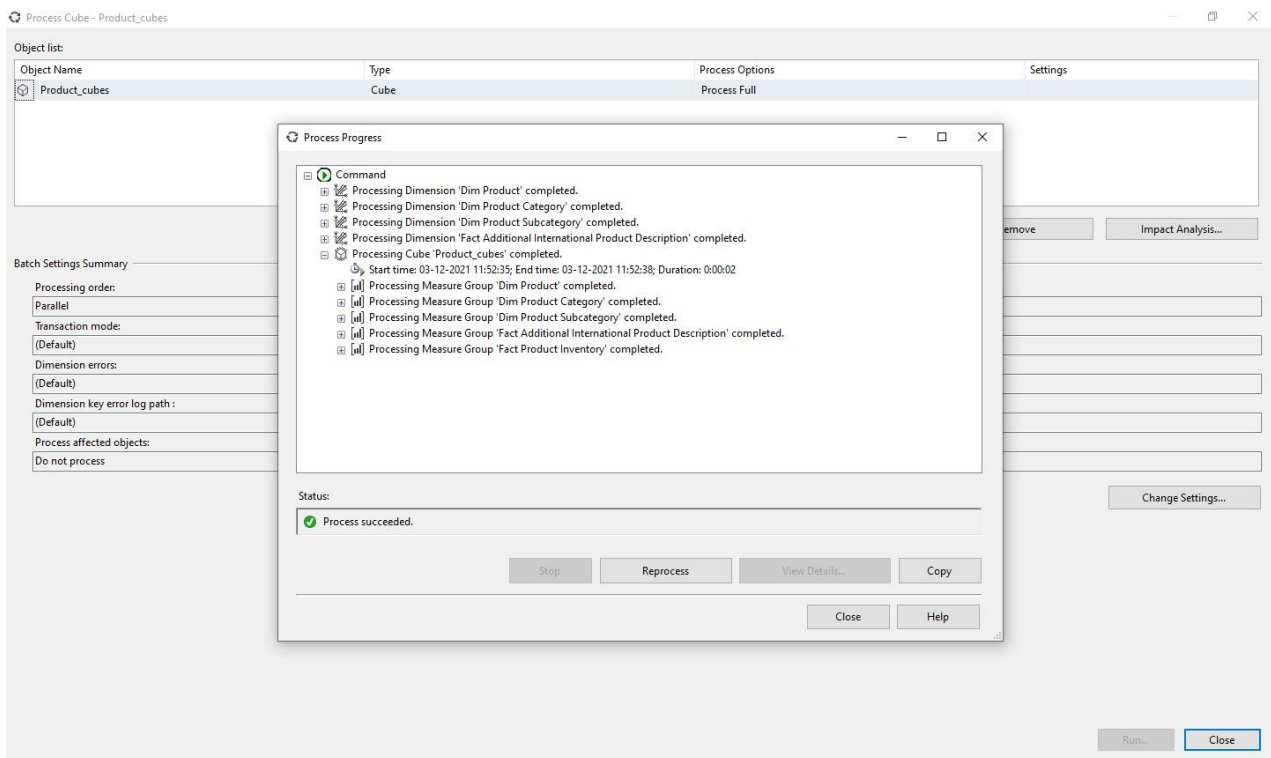 Process Cube - Product_cubes
Object list:
Object Name Type Process Options Settings
Product_cubes Cube Process Full
Process Progress
Command
Processing Dimension 'Dim Product' completed.
Processing Dimension 'Dim Product Category' completed.
Processing Dimension 'Dim Product Subcategory' completed.
Processing Dimension 'Fact Additional International Product Description' completed.
Processing Cube 'Product_cubes' completed.
Start time: 03-12-2021 11:52:35; End time: 03-12-2021 11:52:38; Duration: 0:00:02
Processing Measure Group 'Dim Product' completed.
Processing Measure Group 'Dim Product Category' completed.
Processing Measure Group 'Dim Product Subcategory' completed.
Processing Measure Group 'Fact Additional International Product Description' completed.
Processing Measure Group 'Fact Product Inventory' completed.
Status:
Process succeeded.
Stop Reprocess View Details... Copy
Close Help
emove Impact Analysis...
Batch Settings Summary
Processing order:
Parallel
Transaction mode:
(Default)
Dimension errors:
(Default)
Dimension key error log path :
(Default)
Process affected objects:
Do not process
Change Settings...
Run... Close